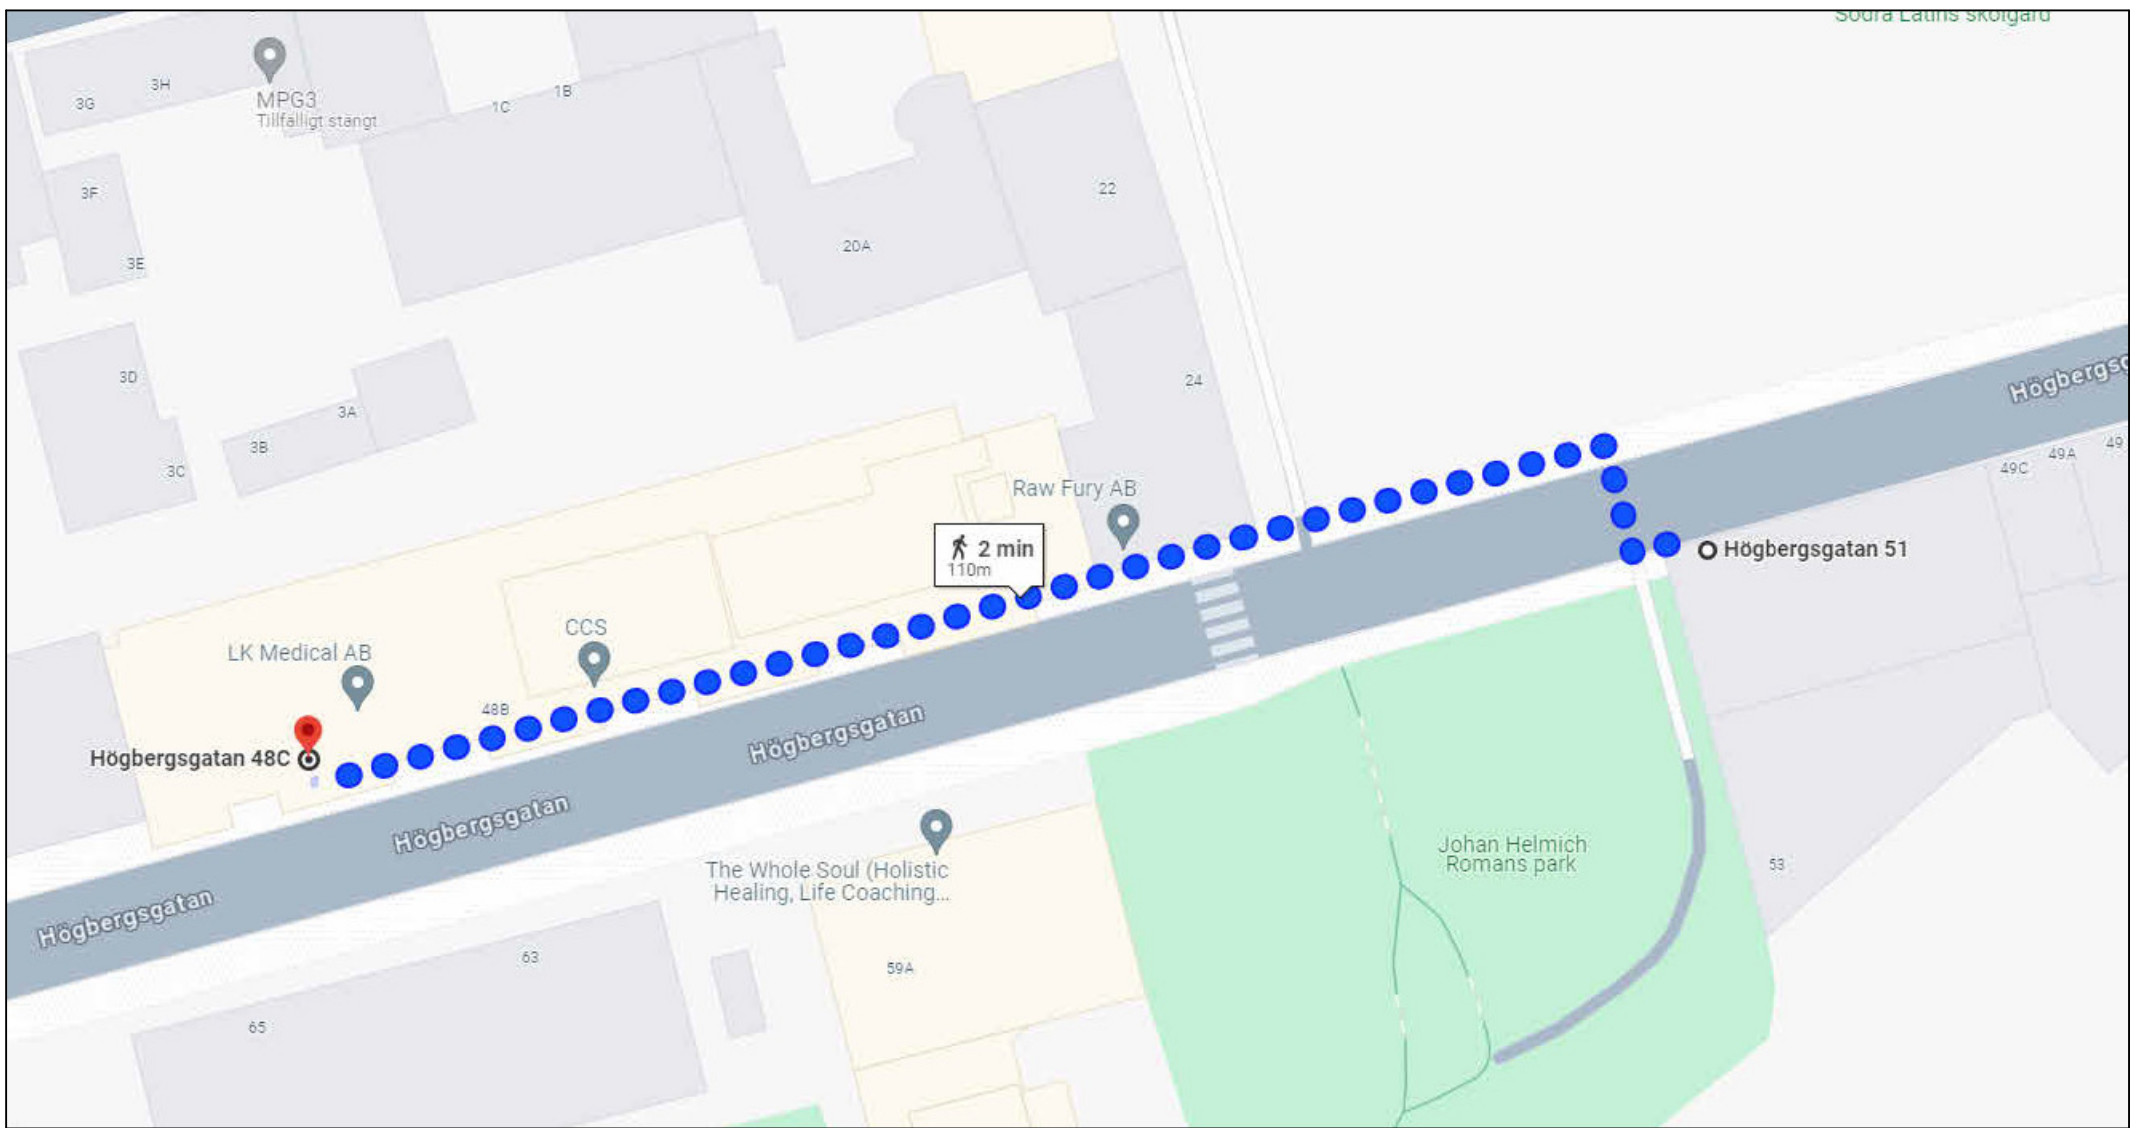 Södra Latins skolgård
3H
3G
MPG3
Tillfälligt stängt
1C
1B
3F
22
20A
3E
3D
3A
3B
3C
24
Högbergsg
49
49A
49C
Raw Fury AB
2 min
110m
Högbergsgatan 51
CCS
LK Medical AB
48B
Högbergsgatan 48C
Högbergsgatan
Högbergsgatan
Högbergsgatan
The Whole Soul (Holistic
Healing, Life Coaching...
Johan Helmich
Romans park
53
63
59A
65